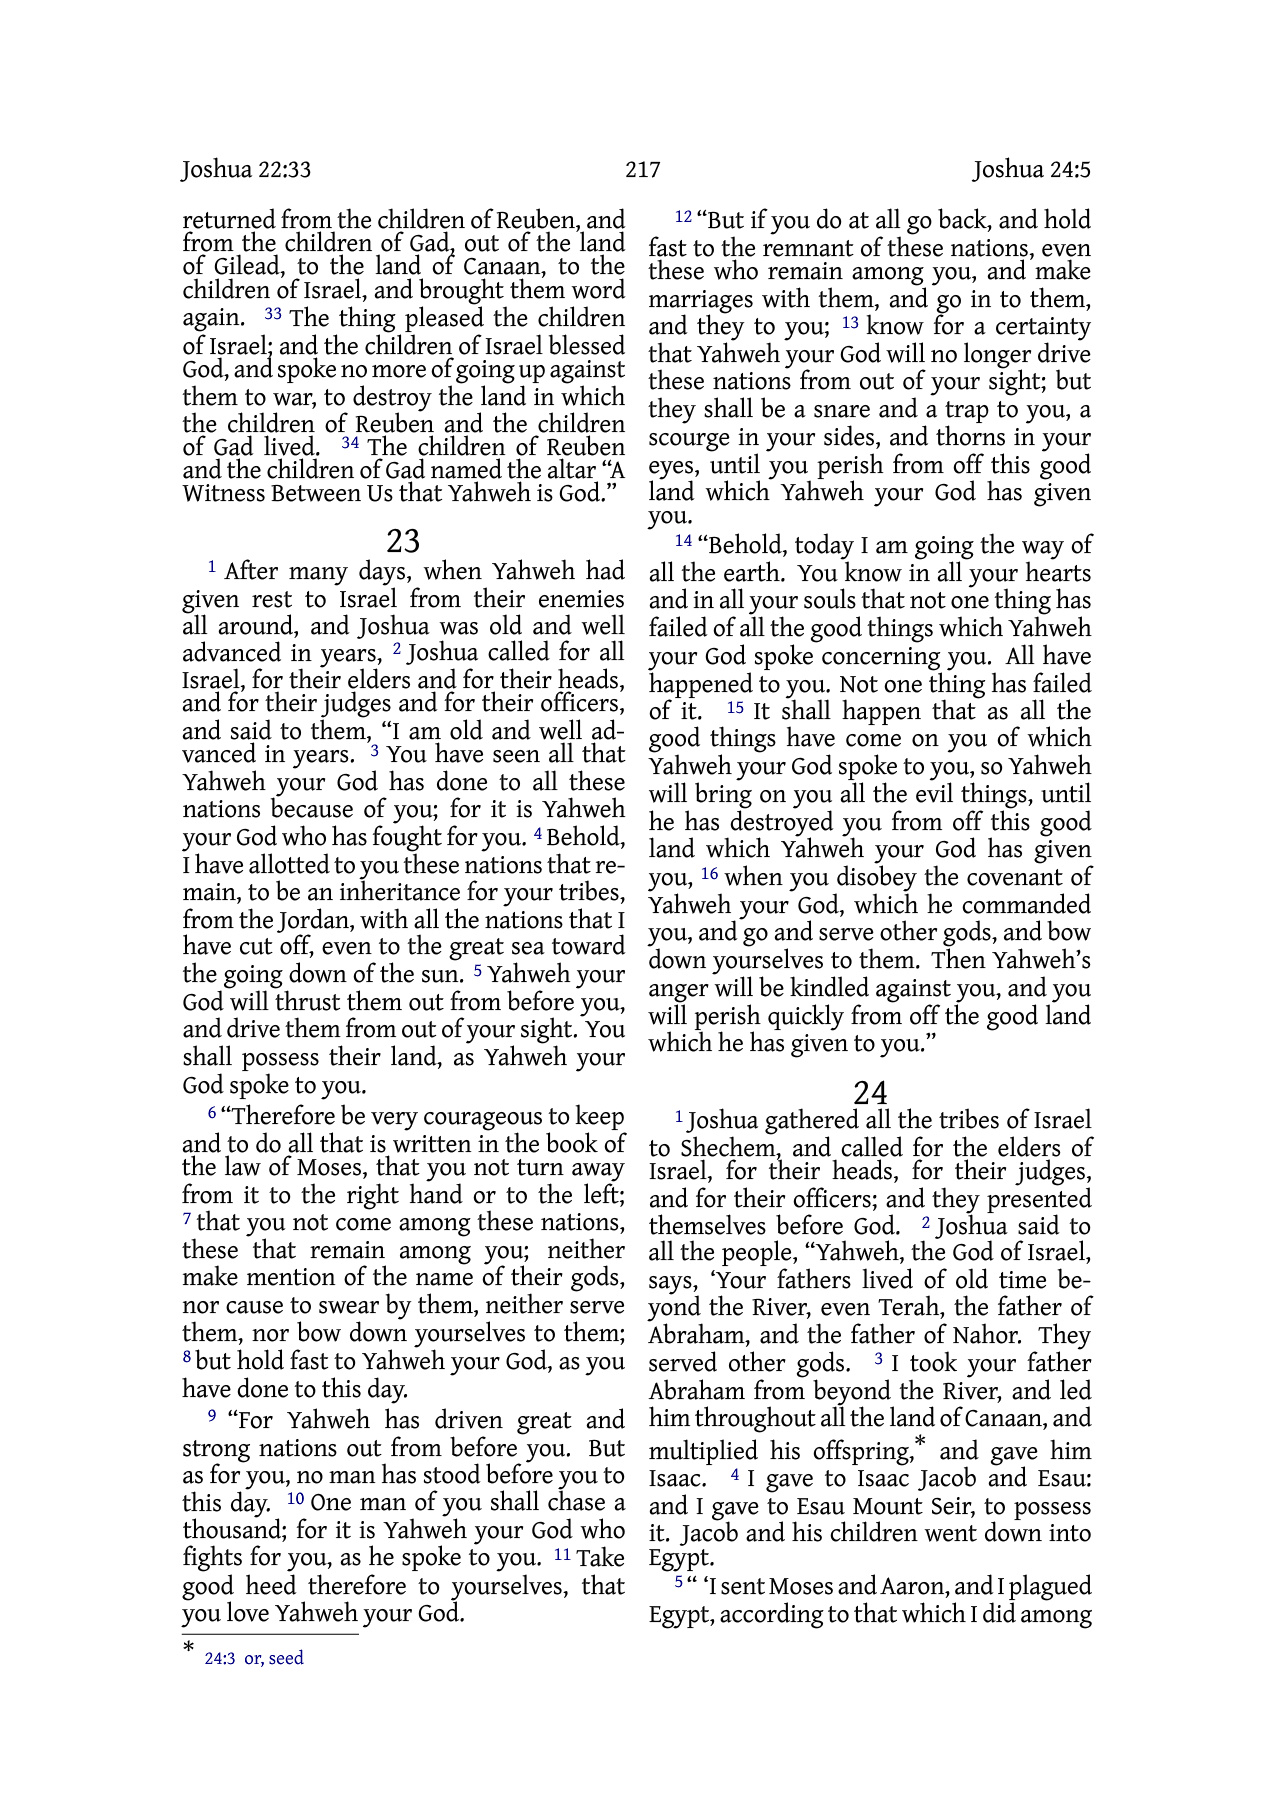 Joshua 22:33 217 Joshua 24:5
returned from the children of Reuben, and
from the children of Gad, out of the land
of Gilead, to the land of Canaan, to the
children of Israel, and brought them word
again. 33 The thing pleased the children
of Israel; and the children of Israel blessed
God, and spoke no more of going up against
them to war, to destroy the land in which
the children of Reuben and the children
of Gad lived. 34 The children of Reuben
and the children of Gad named the altar “A
Witness Between Us that Yahweh is God.”
23
1 After many days, when Yahweh had
given rest to Israel from their enemies
all around, and Joshua was old and well
advanced in years, 2 Joshua called for all
Israel, for their elders and for their heads,
and for their judges and for their officers,
and said to them, “I am old and well ad-
vanced in years. 3 You have seen all that
Yahweh your God has done to all these
nations because of you; for it is Yahweh
your God who has fought for you. 4 Behold,
I have allotted to you these nations that re-
main, to be an inheritance for your tribes,
from the Jordan, with all the nations that I
have cut off, even to the great sea toward
the going down of the sun. 5 Yahweh your
God will thrust them out from before you,
and drive them from out of your sight. You
shall possess their land, as Yahweh your
God spoke to you.
6 “Therefore be very courageous to keep
and to do all that is written in the book of
the law of Moses, that you not turn away
from it to the right hand or to the left;
7 that you not come among these nations,
these that remain among you; neither
make mention of the name of their gods,
nor cause to swear by them, neither serve
them, nor bow down yourselves to them;
8 but hold fast to Yahweh your God, as you
have done to this day.
9 “For Yahweh has driven great and
strong nations out from before you. But
as for you, no man has stood before you to
this day. 10 One man of you shall chase a
thousand; for it is Yahweh your God who
fights for you, as he spoke to you. 11 Take
good heed therefore to yourselves, that
you love Yahweh your God.
12 “But if you do at all go back, and hold
fast to the remnant of these nations, even
these who remain among you, and make
marriages with them, and go in to them,
and they to you; 13 know for a certainty
that Yahweh your God will no longer drive
these nations from out of your sight; but
they shall be a snare and a trap to you, a
scourge in your sides, and thorns in your
eyes, until you perish from off this good
land which Yahweh your God has given
you.
14 “Behold, today I am going the way of
all the earth. You know in all your hearts
and in all your souls that not one thing has
failed of all the good things which Yahweh
your God spoke concerning you. All have
happened to you. Not one thing has failed
of it. 15 It shall happen that as all the
good things have come on you of which
Yahweh your God spoke to you, so Yahweh
will bring on you all the evil things, until
he has destroyed you from off this good
land which Yahweh your God has given
you, 16 when you disobey the covenant of
Yahweh your God, which he commanded
you, and go and serve other gods, and bow
down yourselves to them. Then Yahweh’s
anger will be kindled against you, and you
will perish quickly from off the good land
which he has given to you.”
24
1 Joshua gathered all the tribes of Israel
to Shechem, and called for the elders of
Israel, for their heads, for their judges,
and for their officers; and they presented
themselves before God. 2 Joshua said to
all the people, “Yahweh, the God of Israel,
says, ‘Your fathers lived of old time be-
yond the River, even Terah, the father of
Abraham, and the father of Nahor. They
served other gods. 3 I took your father
Abraham from beyond the River, and led
him throughout all the land of Canaan, and
multiplied his offspring,* and gave him
Isaac. 4 I gave to Isaac Jacob and Esau:
and I gave to Esau Mount Seir, to possess
it. Jacob and his children went down into
Egypt.
5 “ ‘I sent Moses and Aaron, and I plagued
Egypt, according to that which I did among
* 24:3 or, seed